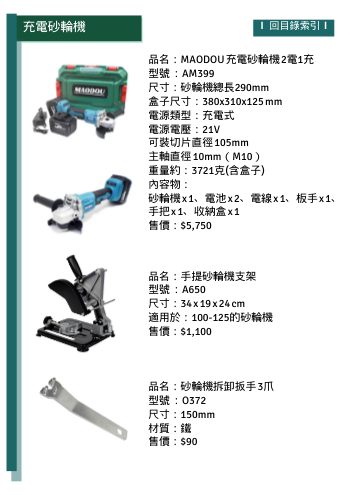 充電砂輪機
I 回目錄索引 I
MAODOU
品名：MAODOU充電砂輪機2電1充
型號：AM399
尺寸：砂輪機總長290mm
盒子尺寸：380x310x125mm
電源類型：充電式
電源電壓：21V
可裝切片直徑105mm
主軸直徑10mm（M10）
重量約：3721克(含盒子)
內容物：
砂輪機x1、電池x2、電線x1、板手x1、
手把x1、收納盒x1
售價：$5,750
品名：手提砂輪機支架
型號：A650
尺寸：34x19x24cm
適用於：100-125的砂輪機
售價：$1,100
品名：砂輪機拆卸扳手3爪
型號：O372
尺寸：150mm
材質：鐵
售價：$90